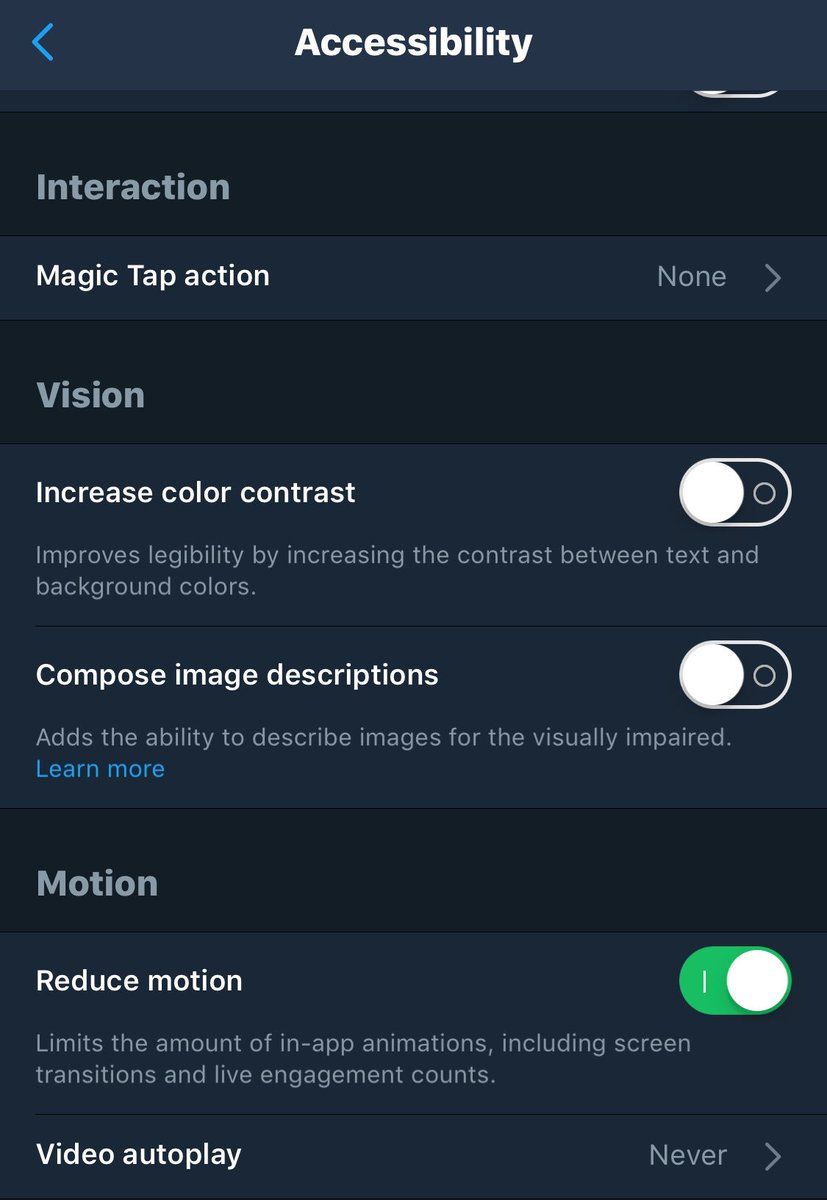 Accessibility
Interaction
Magic Tap action None
Vision
Increase color contrast
Improves legibility by increasing the contrast between text and
background colors.
Compose image descriptions
Adds the ability to describe images for the visually impaired.
Learn more
Motion
Reduce motion
Limits the amount of in-app animations, including screen
transitions and live engagement counts.
Video autoplay Never